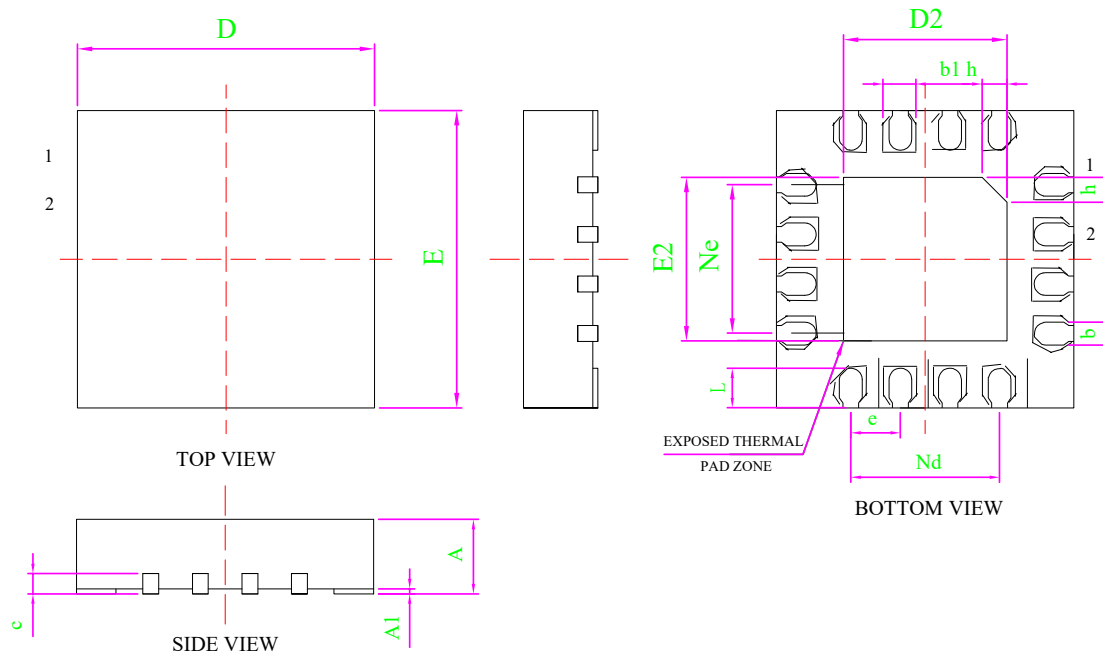 D
1
2
E
TOP VIEW
D2
b1 h
1
h
2
E2
Ne
b
L
e
EXPOSED THERMAL
PAD ZONE
Nd
BOTTOM VIEW
A
c
A1
SIDE VIEW